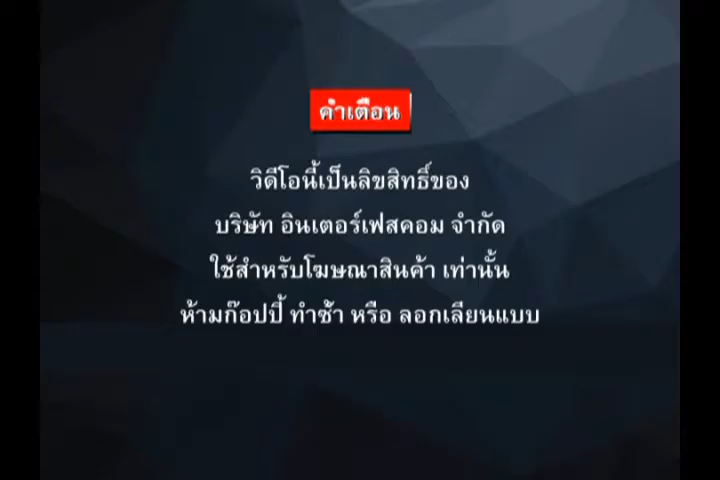 คำเตือน
วิดีโอนี้เป็นลิขสิทธิ์ของ
บริษัท อินเตอร์เฟสคอม จำกัด
ใช้สำหรับโฆษณาสินค้า เท่านั้น
ห้ามก๊อปปี้ ทำซ้ำ หรือ ลอกเลียนแบบ